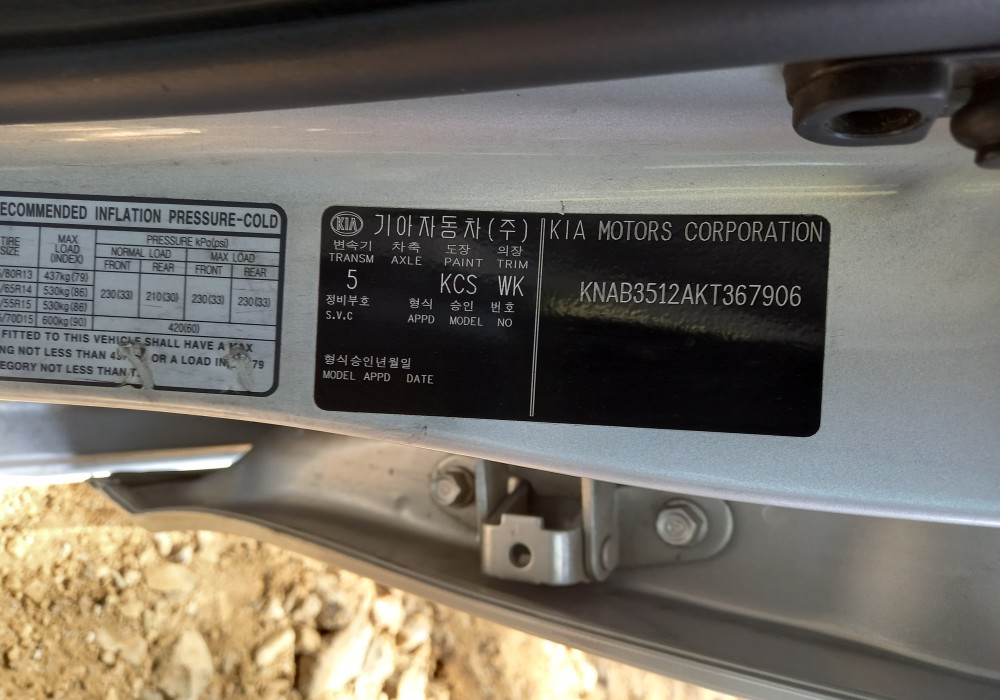 ECOMMENDED INFLATION PRESSURE-COLD
TIRE SIZE
MAX LOAD (INDEX)
PRESSURE kPa(psi)
NORMAL LOAD
MAX LOAD
FRONT REAR FRONT REAR
/80R13 437kg(79)
/65R14 530kg(86)
/55R15 530kg(86)
/70D15 600kg(90)
230(33) 210(30) 230(33) 230(33)
420(60)
FITTED TO THIS VEHICLE SHALL HAVE A MAX
NG NOT LESS THAN OR A LOAD 79
EGORY NOT LESS THAN
KIA 기아자동차(주)
변속기 차축 도장 의장
TRANSM AXLE PAINT TRIM
5 KCS WK
정비부호 형식 승인 번호
S.V.C APPD MODEL NO
형식승인년월일
MODEL APPD DATE
KIA MOTORS CORPORATION
KNAB3512AKT367906